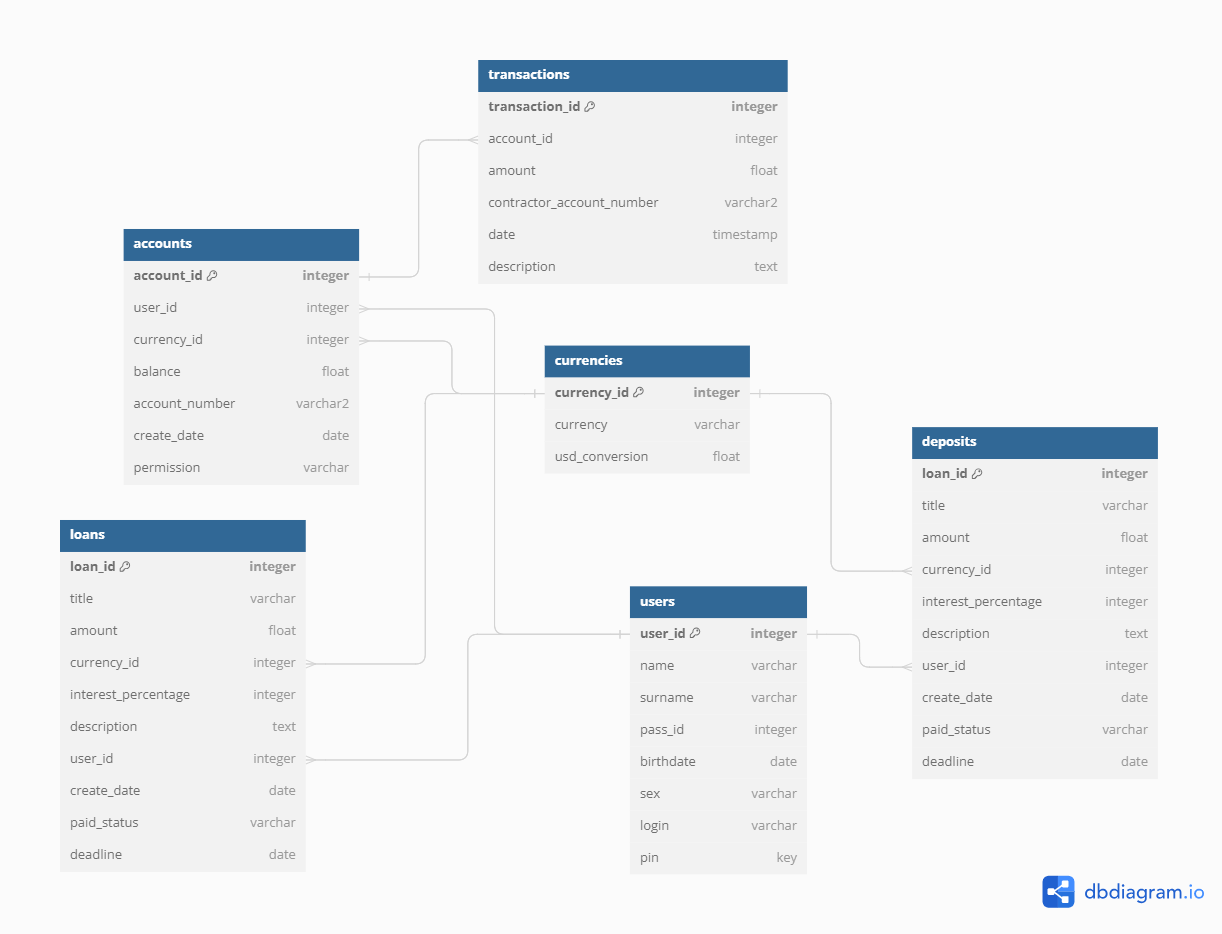 transactions
transaction_id integer
account_id integer
amount float
contractor_account_number varchar2
date timestamp
description text
accounts
account_id integer
user_id integer
currency_id integer
balance float
account_number varchar2
create_date date
permission varchar
currencies
currency_id integer
currency varchar
usd_conversion float
deposits
loan_id integer
title varchar
amount float
currency_id integer
interest_percentage integer
description text
user_id integer
create_date date
paid_status varchar
deadline date
loans
loan_id integer
title varchar
amount float
currency_id integer
interest_percentage integer
description text
user_id integer
create_date date
paid_status varchar
deadline date
users
user_id integer
name varchar
surname varchar
pass_id integer
birthdate date
sex varchar
login varchar
pin key
dbdiagram.io